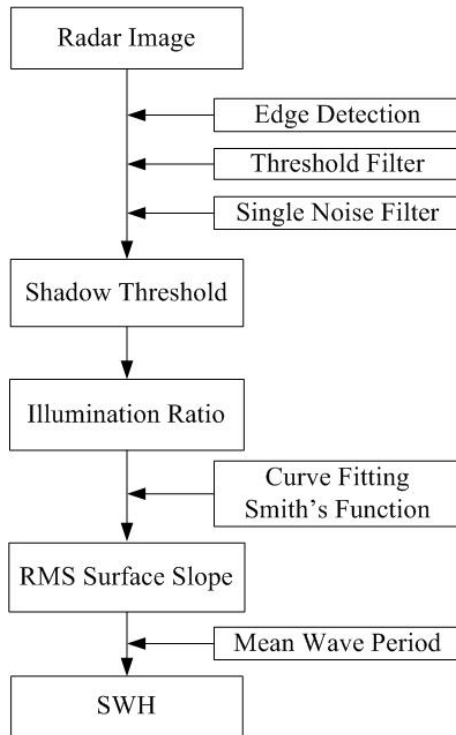 Radar Image
Edge Detection
Threshold Filter
Single Noise Filter
Shadow Threshold
Illumination Ratio
Curve Fitting
Smith's Function
RMS Surface Slope
Mean Wave Period
SWH